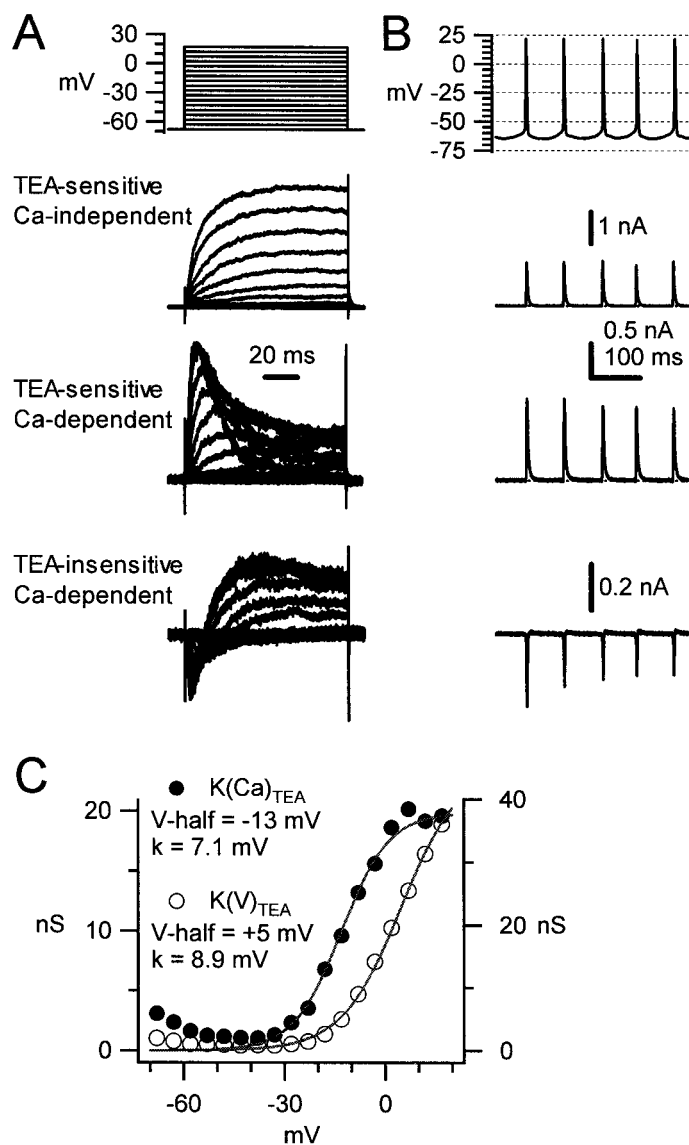 A
30
0
-30
-60
mV
B
25
0
-25
-50
-75
mV
TEA-sensitive
Ca-independent
1 nA
TEA-sensitive
Ca-dependent
20 ms
0.5 nA
100 ms
TEA-insensitive
Ca-dependent
0.2 nA
C
K(Ca)TEA
V-half = -13 mV
k = 7.1 mV
K(V)TEA
V-half = +5 mV
k = 8.9 mV
20
10
0
nS
40
20
0
nS
-60
-30
0
mV